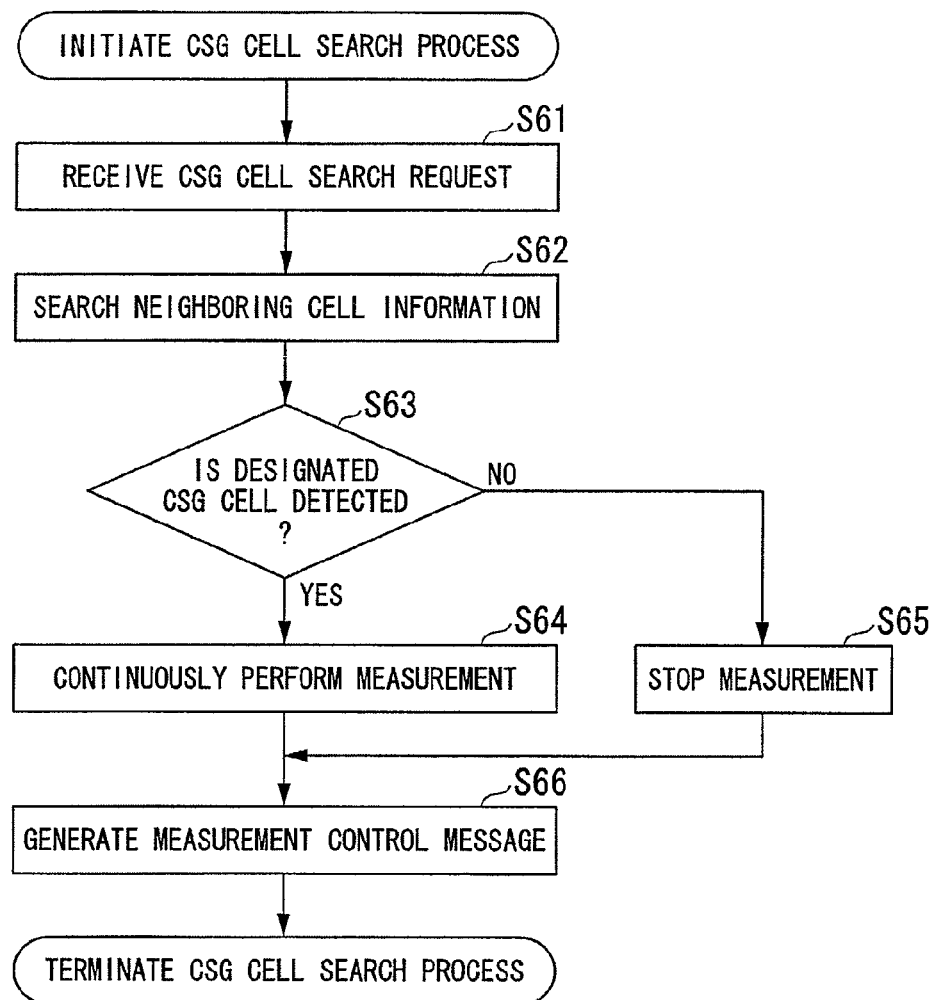 INITIATE CSG CELL SEARCH PROCESS
S61
RECEIVE CSG CELL SEARCH REQUEST
S62
SEARCH NEIGHBORING CELL INFORMATION
S63
IS DESIGNATED
CSG CELL DETECTED
?
NO
YES
S64
CONTINUOUSLY PERFORM MEASUREMENT
S65
STOP MEASUREMENT
S66
GENERATE MEASUREMENT CONTROL MESSAGE
TERMINATE CSG CELL SEARCH PROCESS